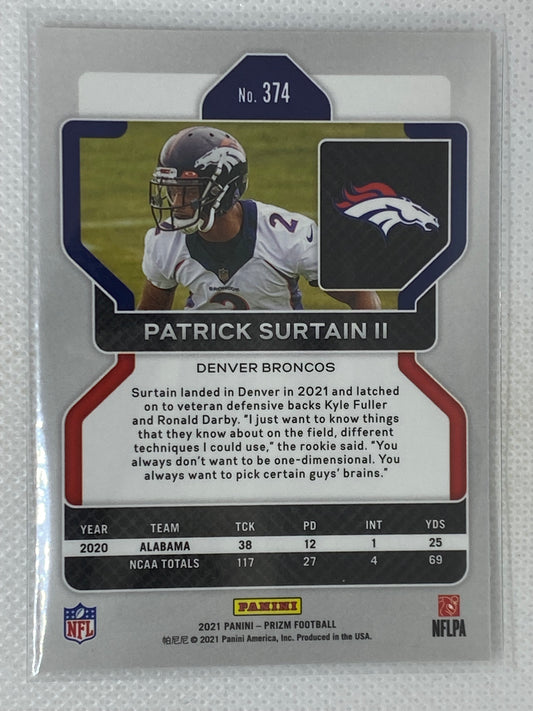 No. 374
2
BRONCOS
2
PATRICK SURTAIN II
DENVER BRONCOS
Surtain landed in Denver in 2021 and latched
on to veteran defensive backs Kyle Fuller
and Ronald Darby. "I just want to know things
that they know about on the field, different
techniques I could use," the rookie said. "You
always don't want to be one-dimensional. You
always want to pick certain guys' brains."
YEAR TEAM TCK PD INT YDS
2020 ALABAMA 38 12 1 25
NCAA TOTALS 117 27 4 69
PANINI
NFL
2021 PANINI – PRIZM FOOTBALL
帕尼尼 © 2021 Panini America, Inc. Produced in the USA.
NFLPA